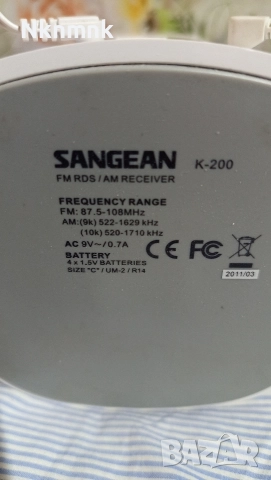 Nkhmnk
SANGEAN K-200
FM RDS / AM RECEIVER
FREQUENCY RANGE
FM: 87.5-108MHz
AM:(9k) 522-1629 kHz
(10k) 520-1710 kHz
AC 9V~/0.7A
CE FC
BATTERY
4 x 1.5V BATTERIES
SIZE "C" / UM-2 / R14
2011/03
BAZAR